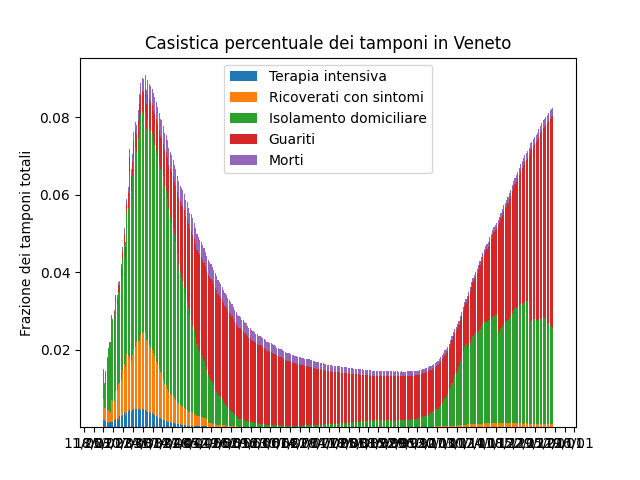 Casistica percentuale dei tamponi in Veneto
Terapia intensiva
Ricoverati con sintomi
Isolamento domiciliare
Guariti
Morti
Frazione dei tamponi totali
0.08
0.06
0.04
0.02